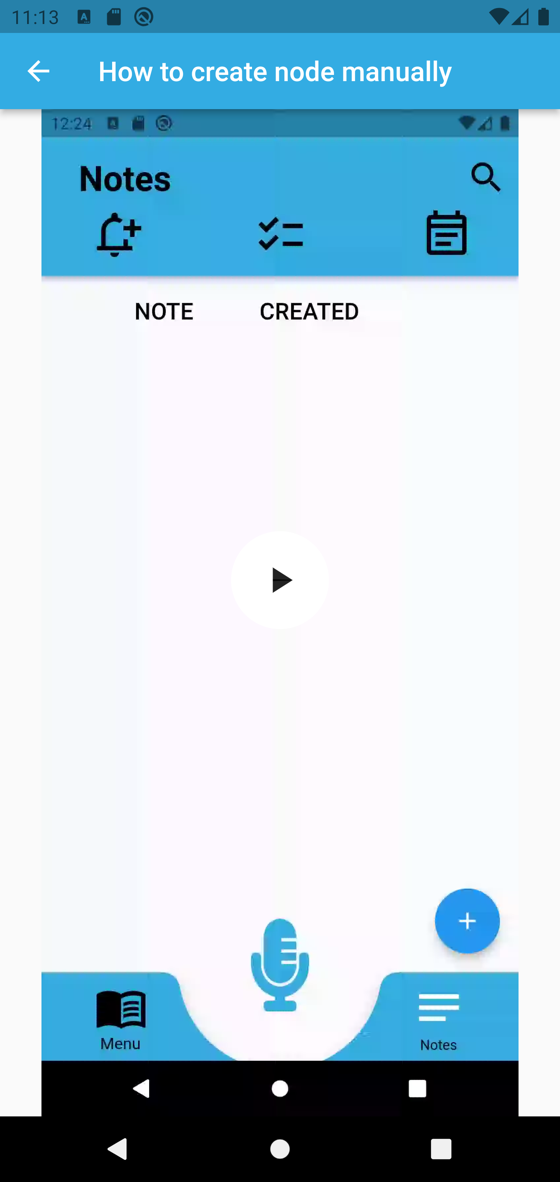 11:13
How to create node manually
12:24
Notes
NOTE CREATED
Menu
Notes